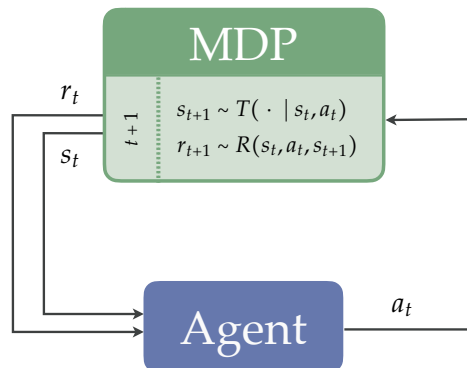 MDP
r_t
s_t
t+1
s_{t+1} ~ T( · | s_t, a_t)
r_{t+1} ~ R(s_t, a_t, s_{t+1})
Agent
a_t